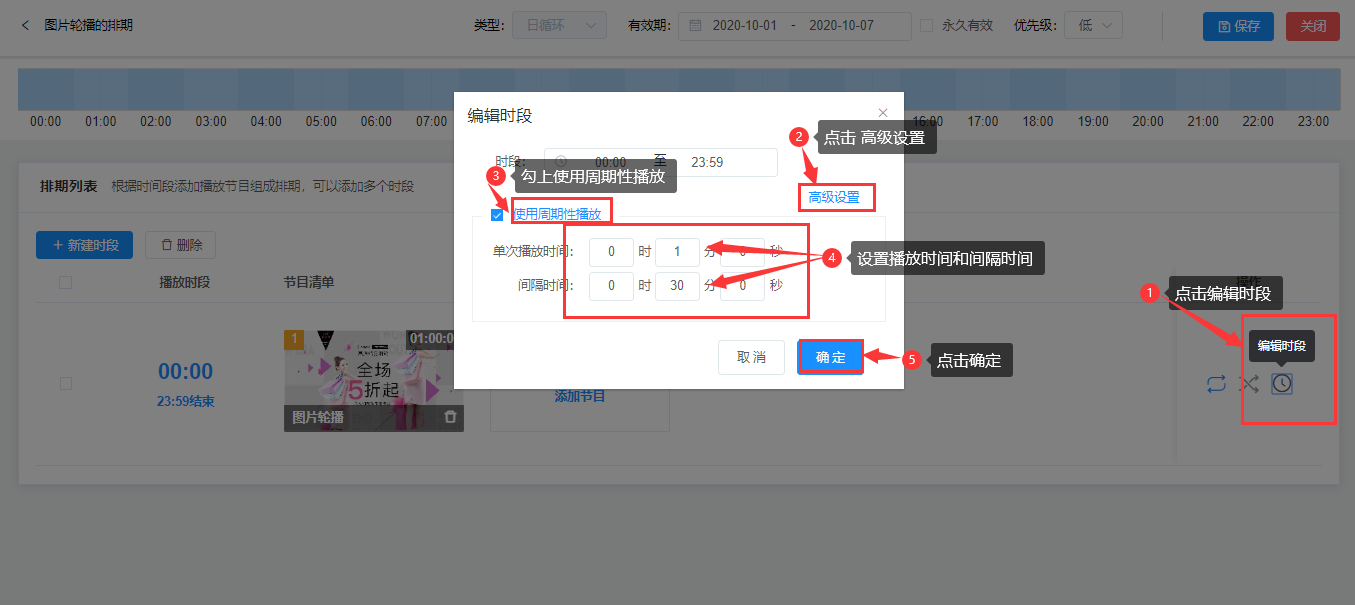 图片轮播的排期
类型: 日循环 有效期: 2020-10-01 - 2020-10-07 永久有效 优先级: 低 保存 关闭
00:00 01:00 02:00 03:00 04:00 05:00 06:00 07:00 16:00 17:00 18:00 19:00 20:00 21:00 22:00 23:00
编辑时段
2 点击 高级设置
时段: 00:00 至 23:59
3 勾上使用周期性播放
高级设置
使用周期性播放
单次播放时间: 0 时 1 分 0 秒
间隔时间: 0 时 30 分 0 秒
4 设置播放时间和间隔时间
取消 确定
5 点击确定
排期列表 根据时间段添加播放节目组成排期，可以添加多个时段
+ 新建时段 删除
播放时段 节目清单 操作
1 点击编辑时段
编辑时段
00:00
23:59结束
1 01:00:0
全场
5折起
图片轮播
添加节目